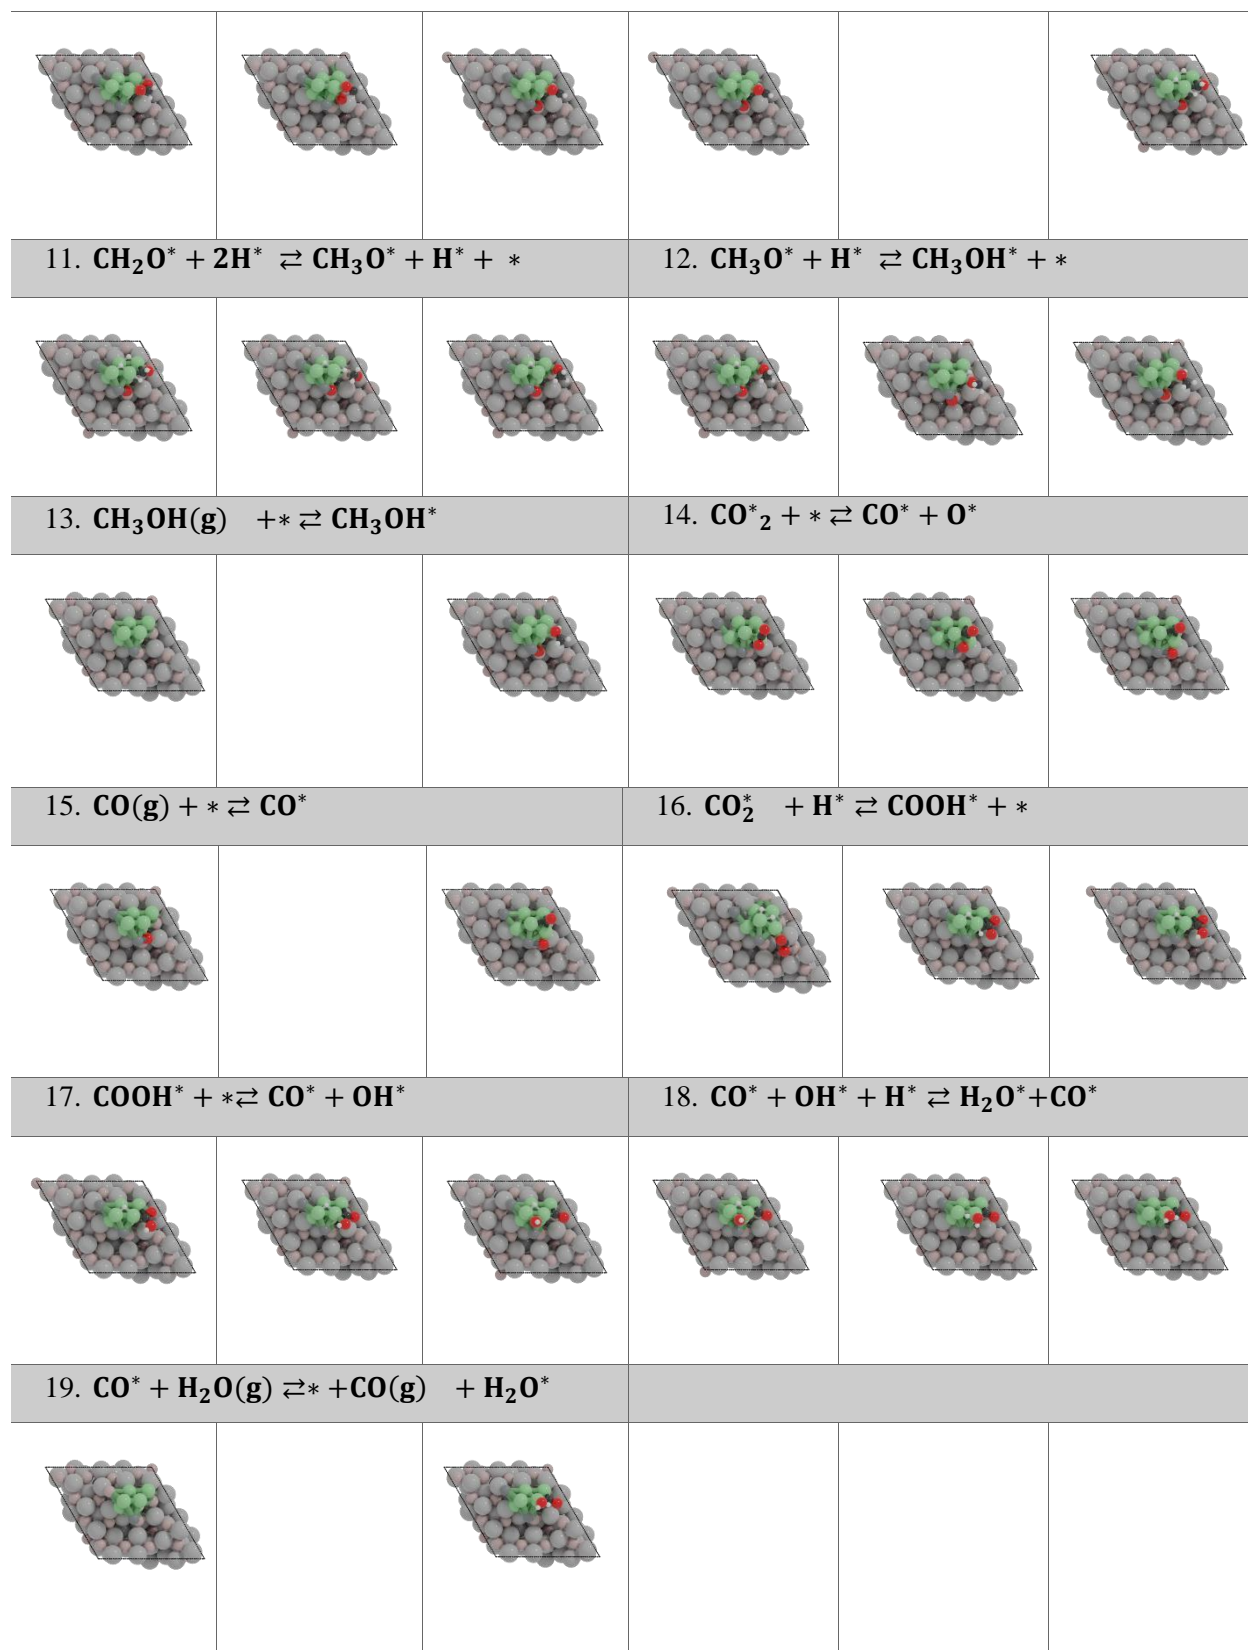 11. CH₂O* + 2H* ⇄ CH₃O* + H* + *
12. CH₃O* + H* ⇄ CH₃OH* + *
13. CH₃OH(g) +* ⇄ CH₃OH*
14. CO*₂ + * ⇄ CO* + O*
15. CO(g) + * ⇄ CO*
16. CO₂* + H* ⇄ COOH* + *
17. COOH* + *⇄ CO* + OH*
18. CO* + OH* + H* ⇄ H₂O*+CO*
19. CO* + H₂O(g) ⇄* +CO(g) + H₂O*